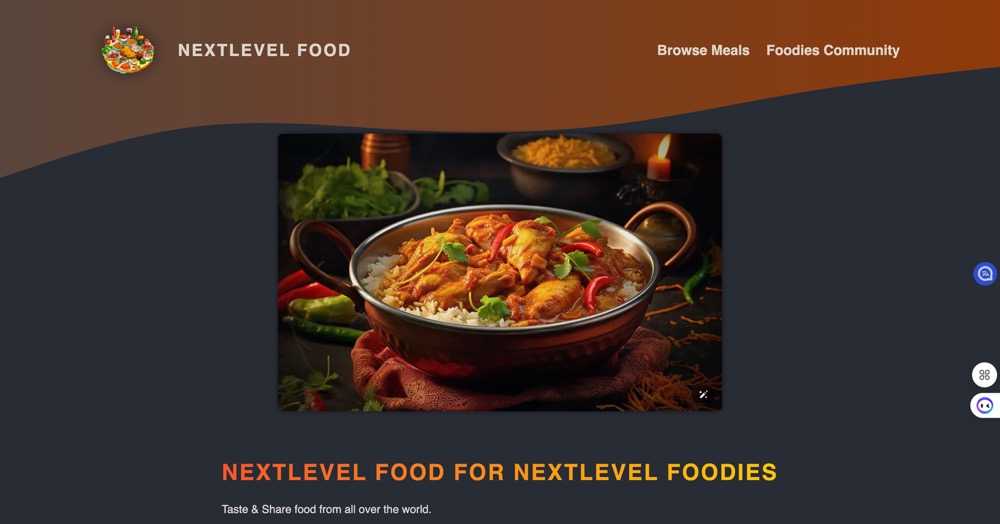 NEXTLEVEL FOOD
Browse Meals
Foodies Community
NEXTLEVEL FOOD FOR NEXTLEVEL FOODIES
Taste & Share food from all over the world.